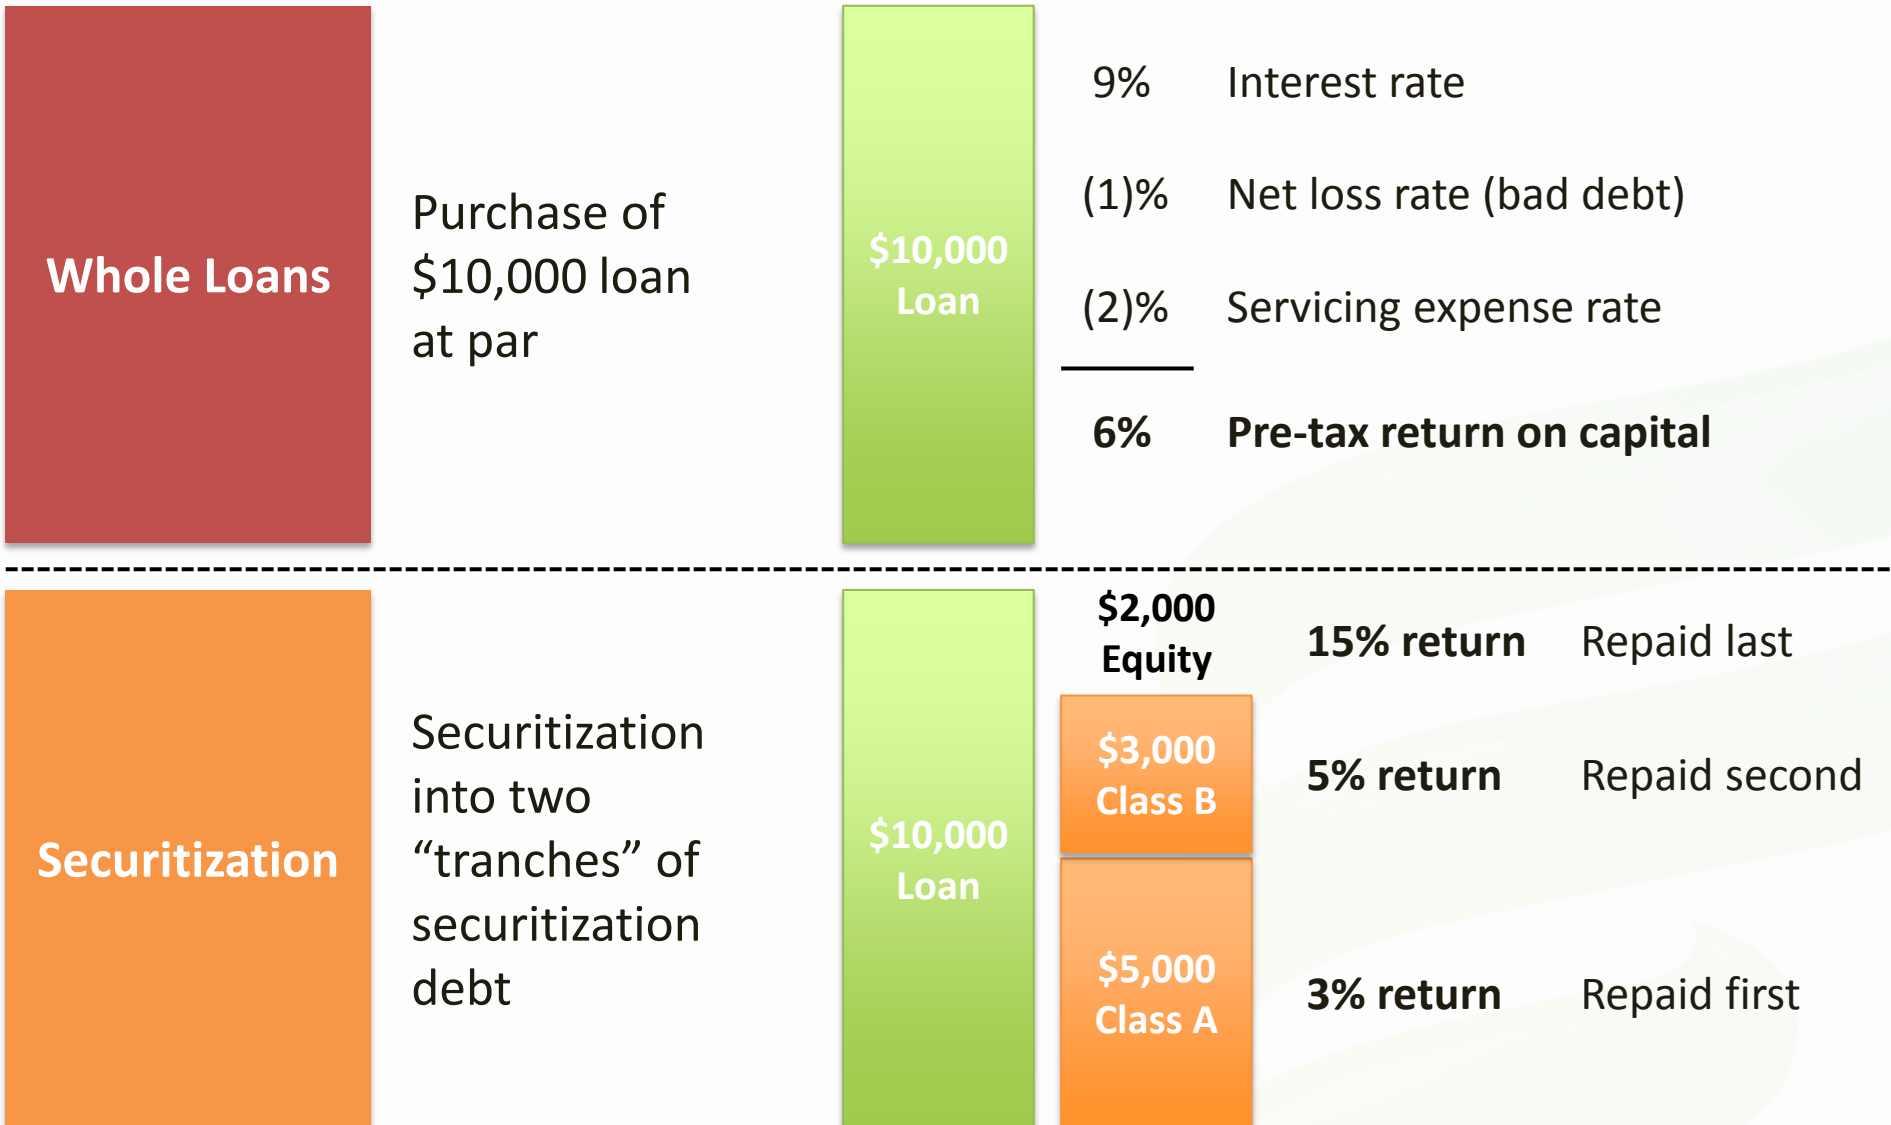 Whole Loans
Purchase of
$10,000 loan
at par
$10,000
Loan
9% Interest rate
(1)% Net loss rate (bad debt)
(2)% Servicing expense rate
6% Pre-tax return on capital
Securitization
Securitization
into two
“tranches” of
securitization
debt
$10,000
Loan
$2,000
Equity
15% return Repaid last
$3,000
Class B
5% return Repaid second
$5,000
Class A
3% return Repaid first